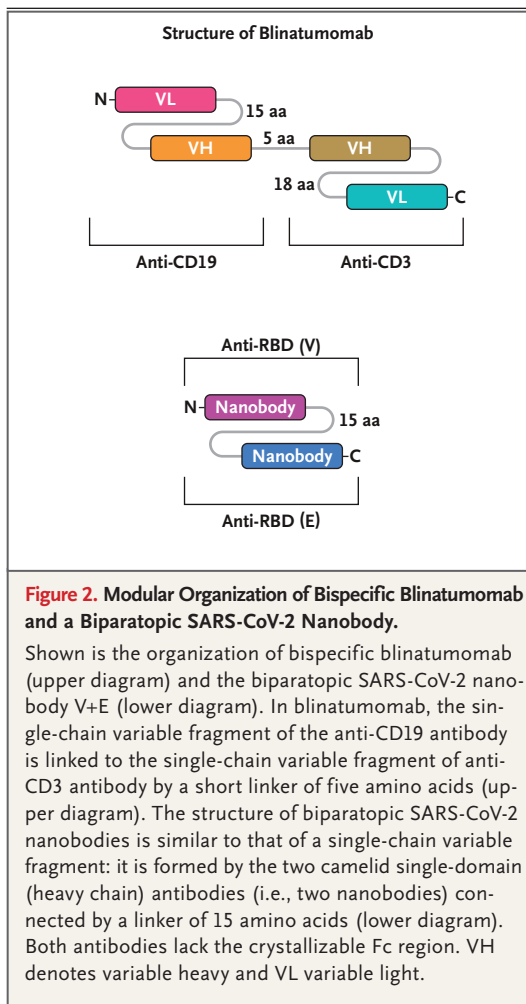 Structure of Blinatumomab
N
VL
15 aa
VH
5 aa
VH
18 aa
VL
C
Anti-CD19
Anti-CD3
Anti-RBD (V)
N
Nanobody
15 aa
Nanobody
C
Anti-RBD (E)
Figure 2. Modular Organization of Bispecific Blinatumomab
and a Biparatopic SARS-CoV-2 Nanobody.
Shown is the organization of bispecific blinatumomab
(upper diagram) and the biparatopic SARS-CoV-2 nano-
body V+E (lower diagram). In blinatumomab, the sin-
gle-chain variable fragment of the anti-CD19 antibody
is linked to the single-chain variable fragment of anti-
CD3 antibody by a short linker of five amino acids (up-
per diagram). The structure of biparatopic SARS-CoV-2
nanobodies is similar to that of a single-chain variable
fragment: it is formed by the two camelid single-domain
(heavy chain) antibodies (i.e., two nanobodies) con-
nected by a linker of 15 amino acids (lower diagram).
Both antibodies lack the crystallizable Fc region. VH
denotes variable heavy and VL variable light.